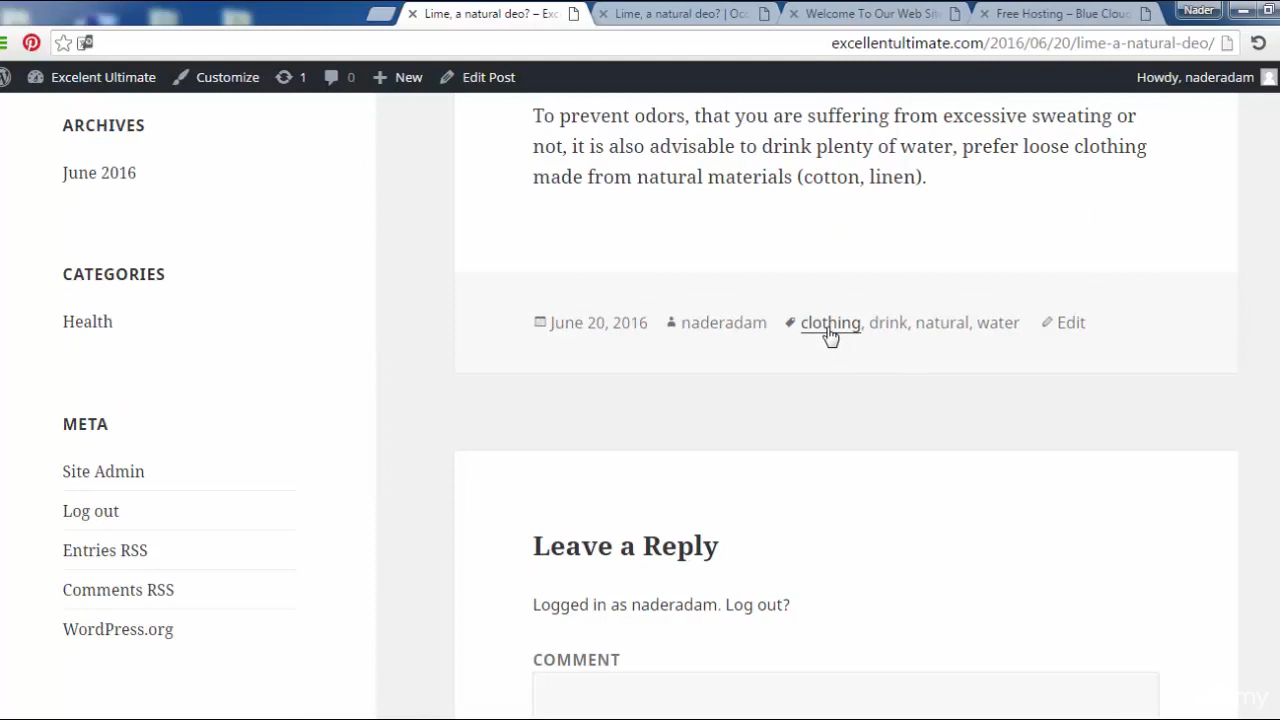 Lime, a natural deo? – Exc
Lime, a natural deo? | Occ
Welcome To Our Web Sit
Free Hosting – Blue Cloud
Nader
excellentultimate.com/2016/06/20/lime-a-natural-deo/
Excelent Ultimate
Customize
1
0
New
Edit Post
Howdy, naderadam
ARCHIVES
June 2016
CATEGORIES
Health
META
Site Admin
Log out
Entries RSS
Comments RSS
WordPress.org
To prevent odors, that you are suffering from excessive sweating or
not, it is also advisable to drink plenty of water, prefer loose clothing
made from natural materials (cotton, linen).
June 20, 2016 naderadam clothing, drink, natural, water Edit
Leave a Reply
Logged in as naderadam. Log out?
COMMENT